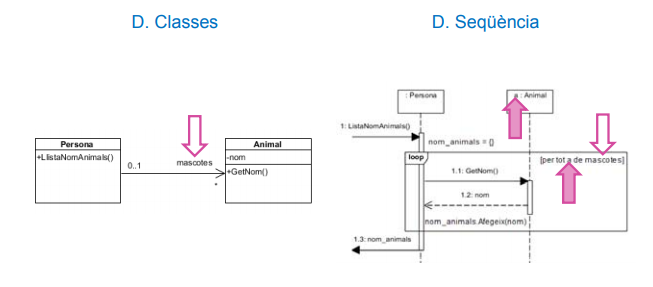 D. Classes
D. Seqüència
Persona
+LlistaNomAnimals()
0..1
mascotes
*
Animal
-nom
+GetNom()
: Persona
a : Animal
1: ListaNomAnimals()
nom_animals = {}
loop
[per tot a de mascotes]
1.1: GetNom()
1.2: nom
nom_animals.Afegeix(nom)
1.3: nom_animals